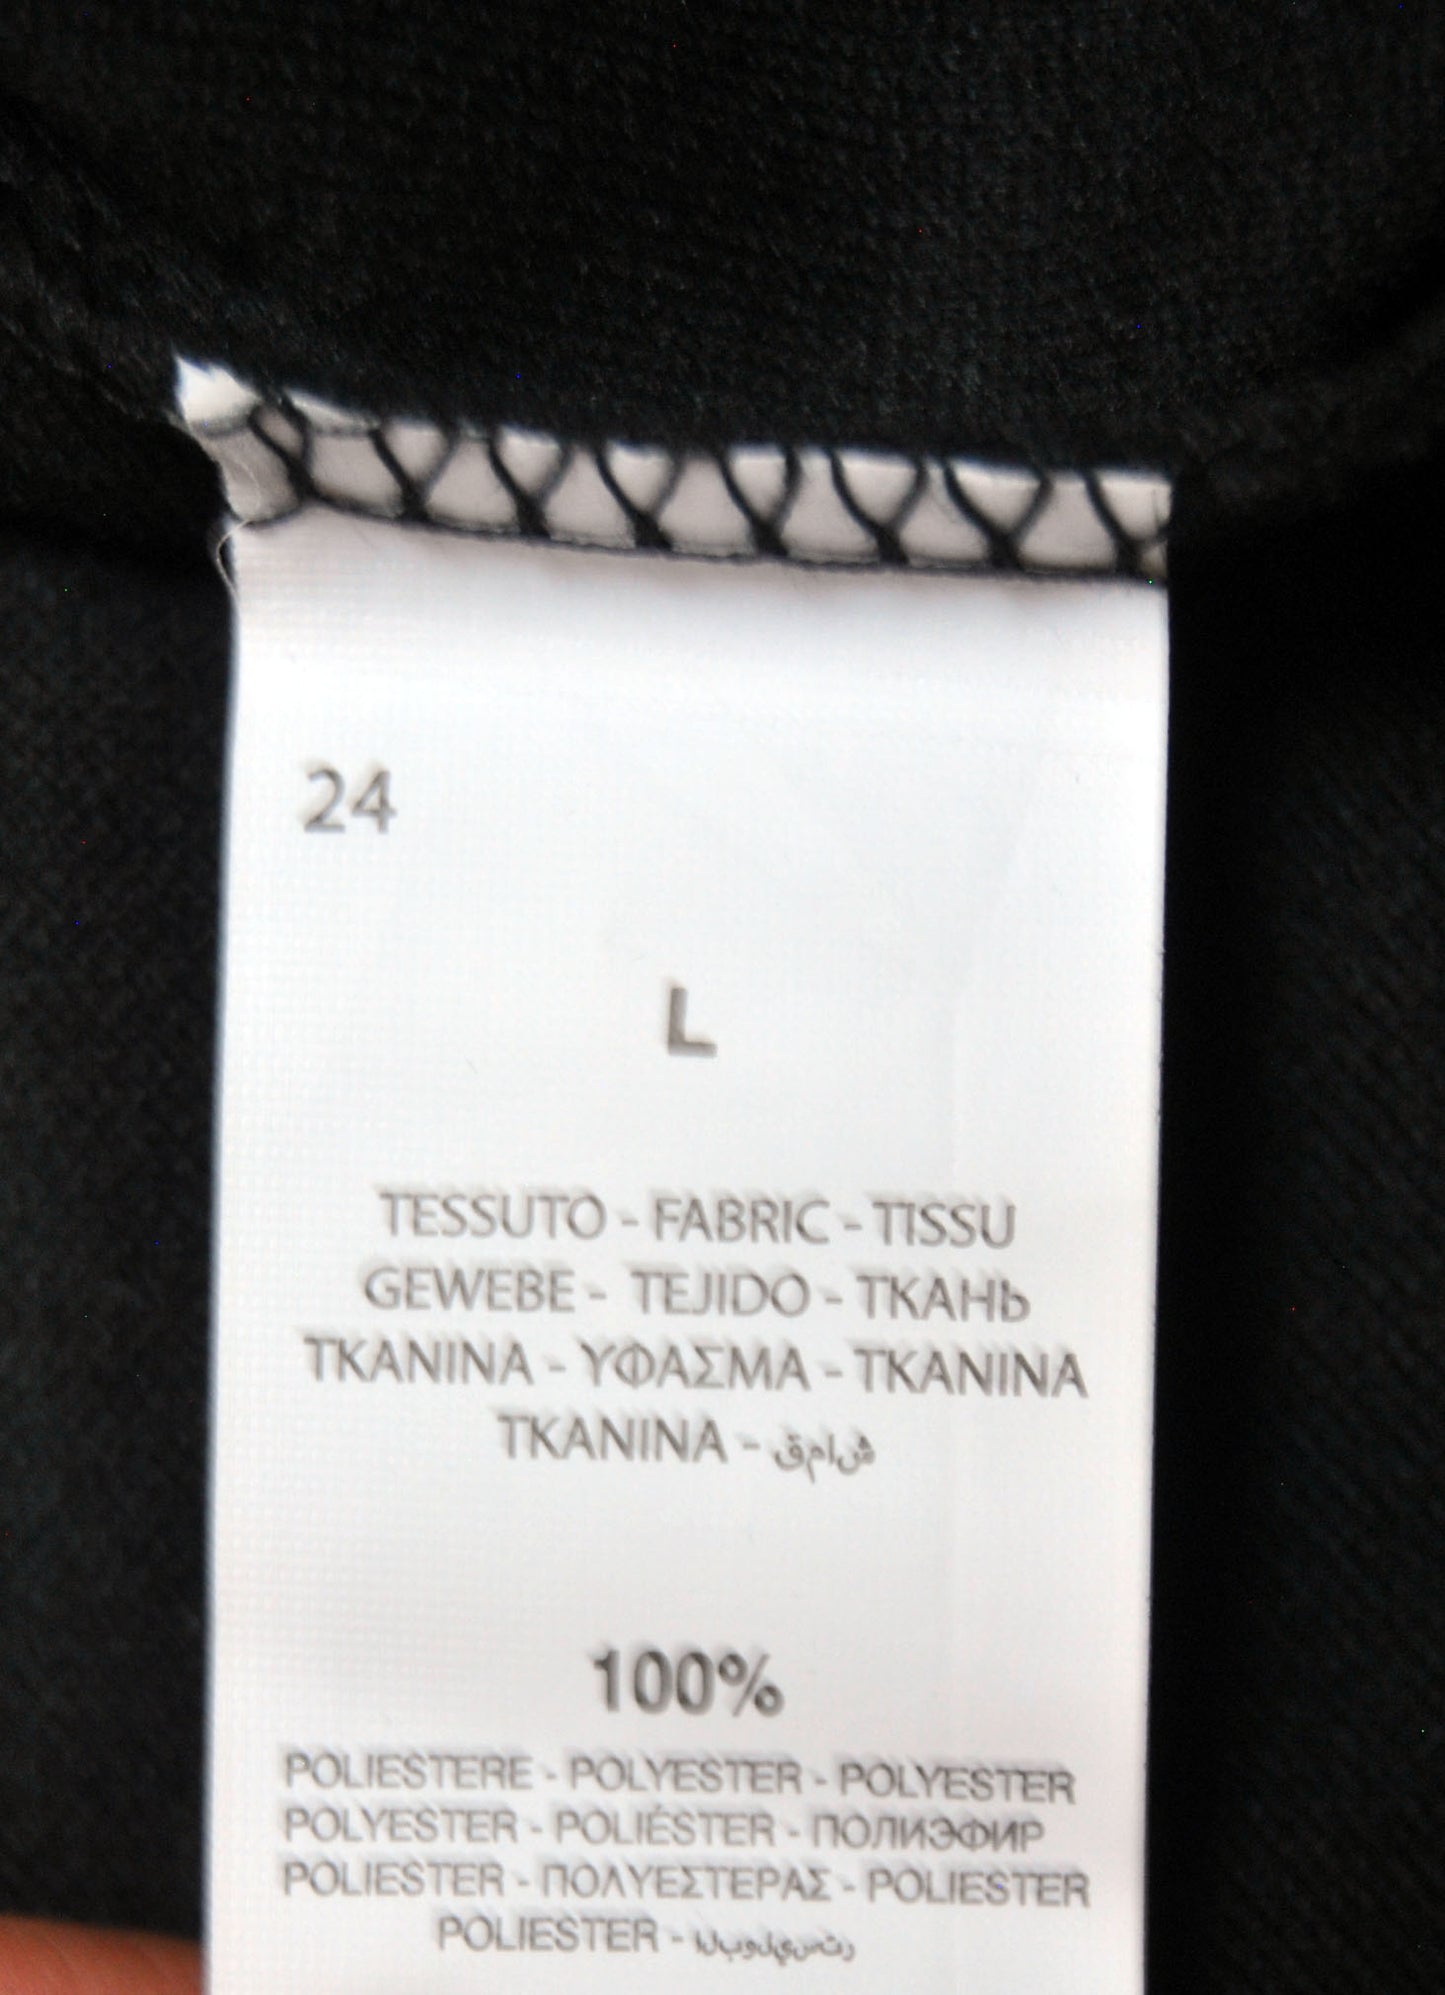 24
L
TESSUTO - FABRIC - TISSU
GEWEBE - TEJIDO - ТКАНЬ
TKANINA - ΥΦΑΣΜΑ - TKANINA
TKANINA - قماش
100%
POLIESTERE - POLYESTER - POLYESTER
POLYESTER - POLIÉSTER - ПОЛИЭФИР
POLIESTER - ΠΟΛΥΕΣΤΕΡΑΣ - POLIESTER
POLIESTER - البوليستر